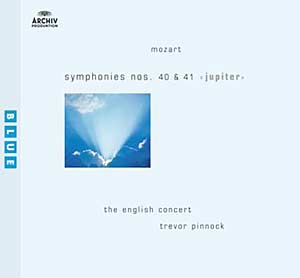 ARCHIV
PRODUKTION
mozart
symphonies nos. 40 & 41 «jupiter»
BLUE
the english concert
trevor pinnock